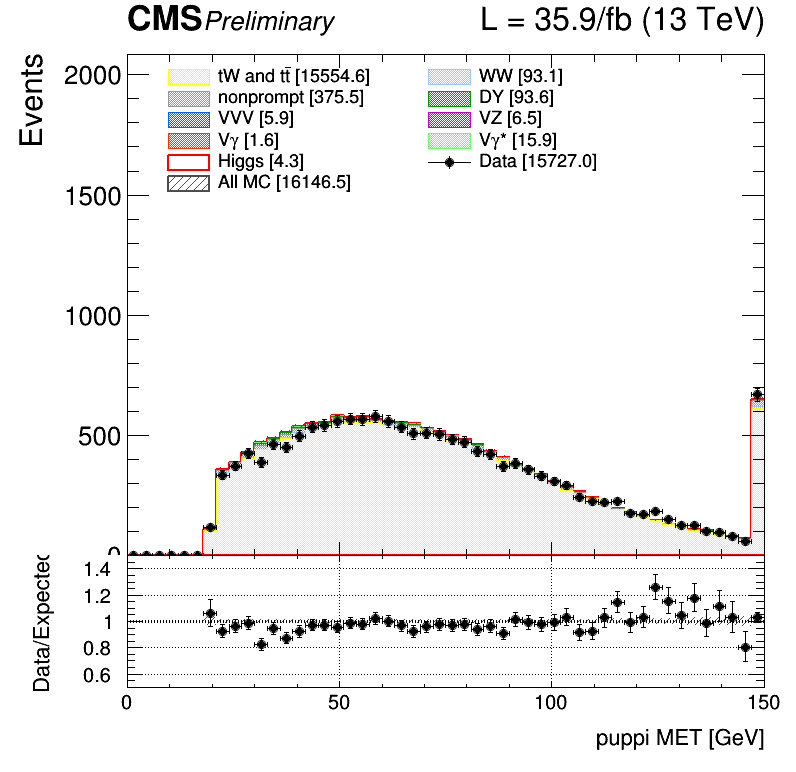 CMS Preliminary L = 35.9/fb (13 TeV)
Events
2000
1500
1000
500
0
tW and tt̄ [15554.6]
nonprompt [375.5]
VVV [5.9]
Vγ [1.6]
Higgs [4.3]
All MC [16146.5]
WW [93.1]
DY [93.6]
VZ [6.5]
Vγ* [15.9]
Data [15727.0]
Data/Expected
1.4
1.2
1
0.8
0.6
0 50 100 150
puppi MET [GeV]